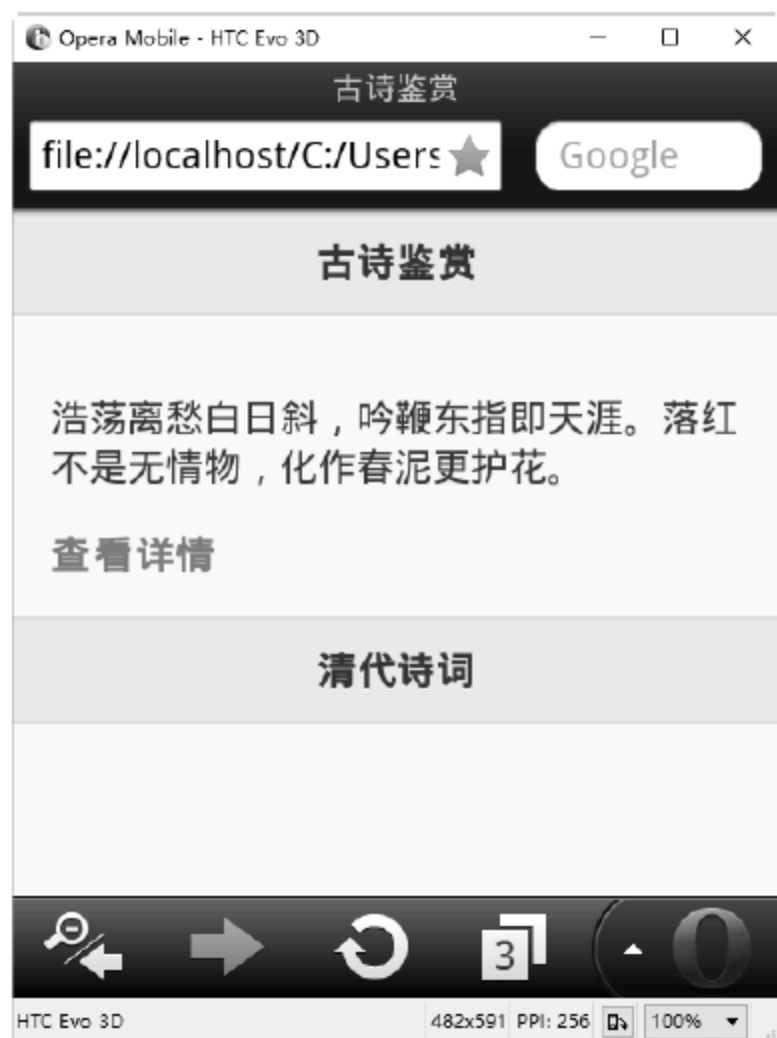 Opera Mobile - HTC Evo 3D
古诗鉴赏
file://localhost/C:/Users
Google
古诗鉴赏
浩荡离愁白日斜，吟鞭东指即天涯。落红
不是无情物，化作春泥更护花。
查看详情
清代诗词
3
HTC Evo 3D 482x591 PPI: 256 100%